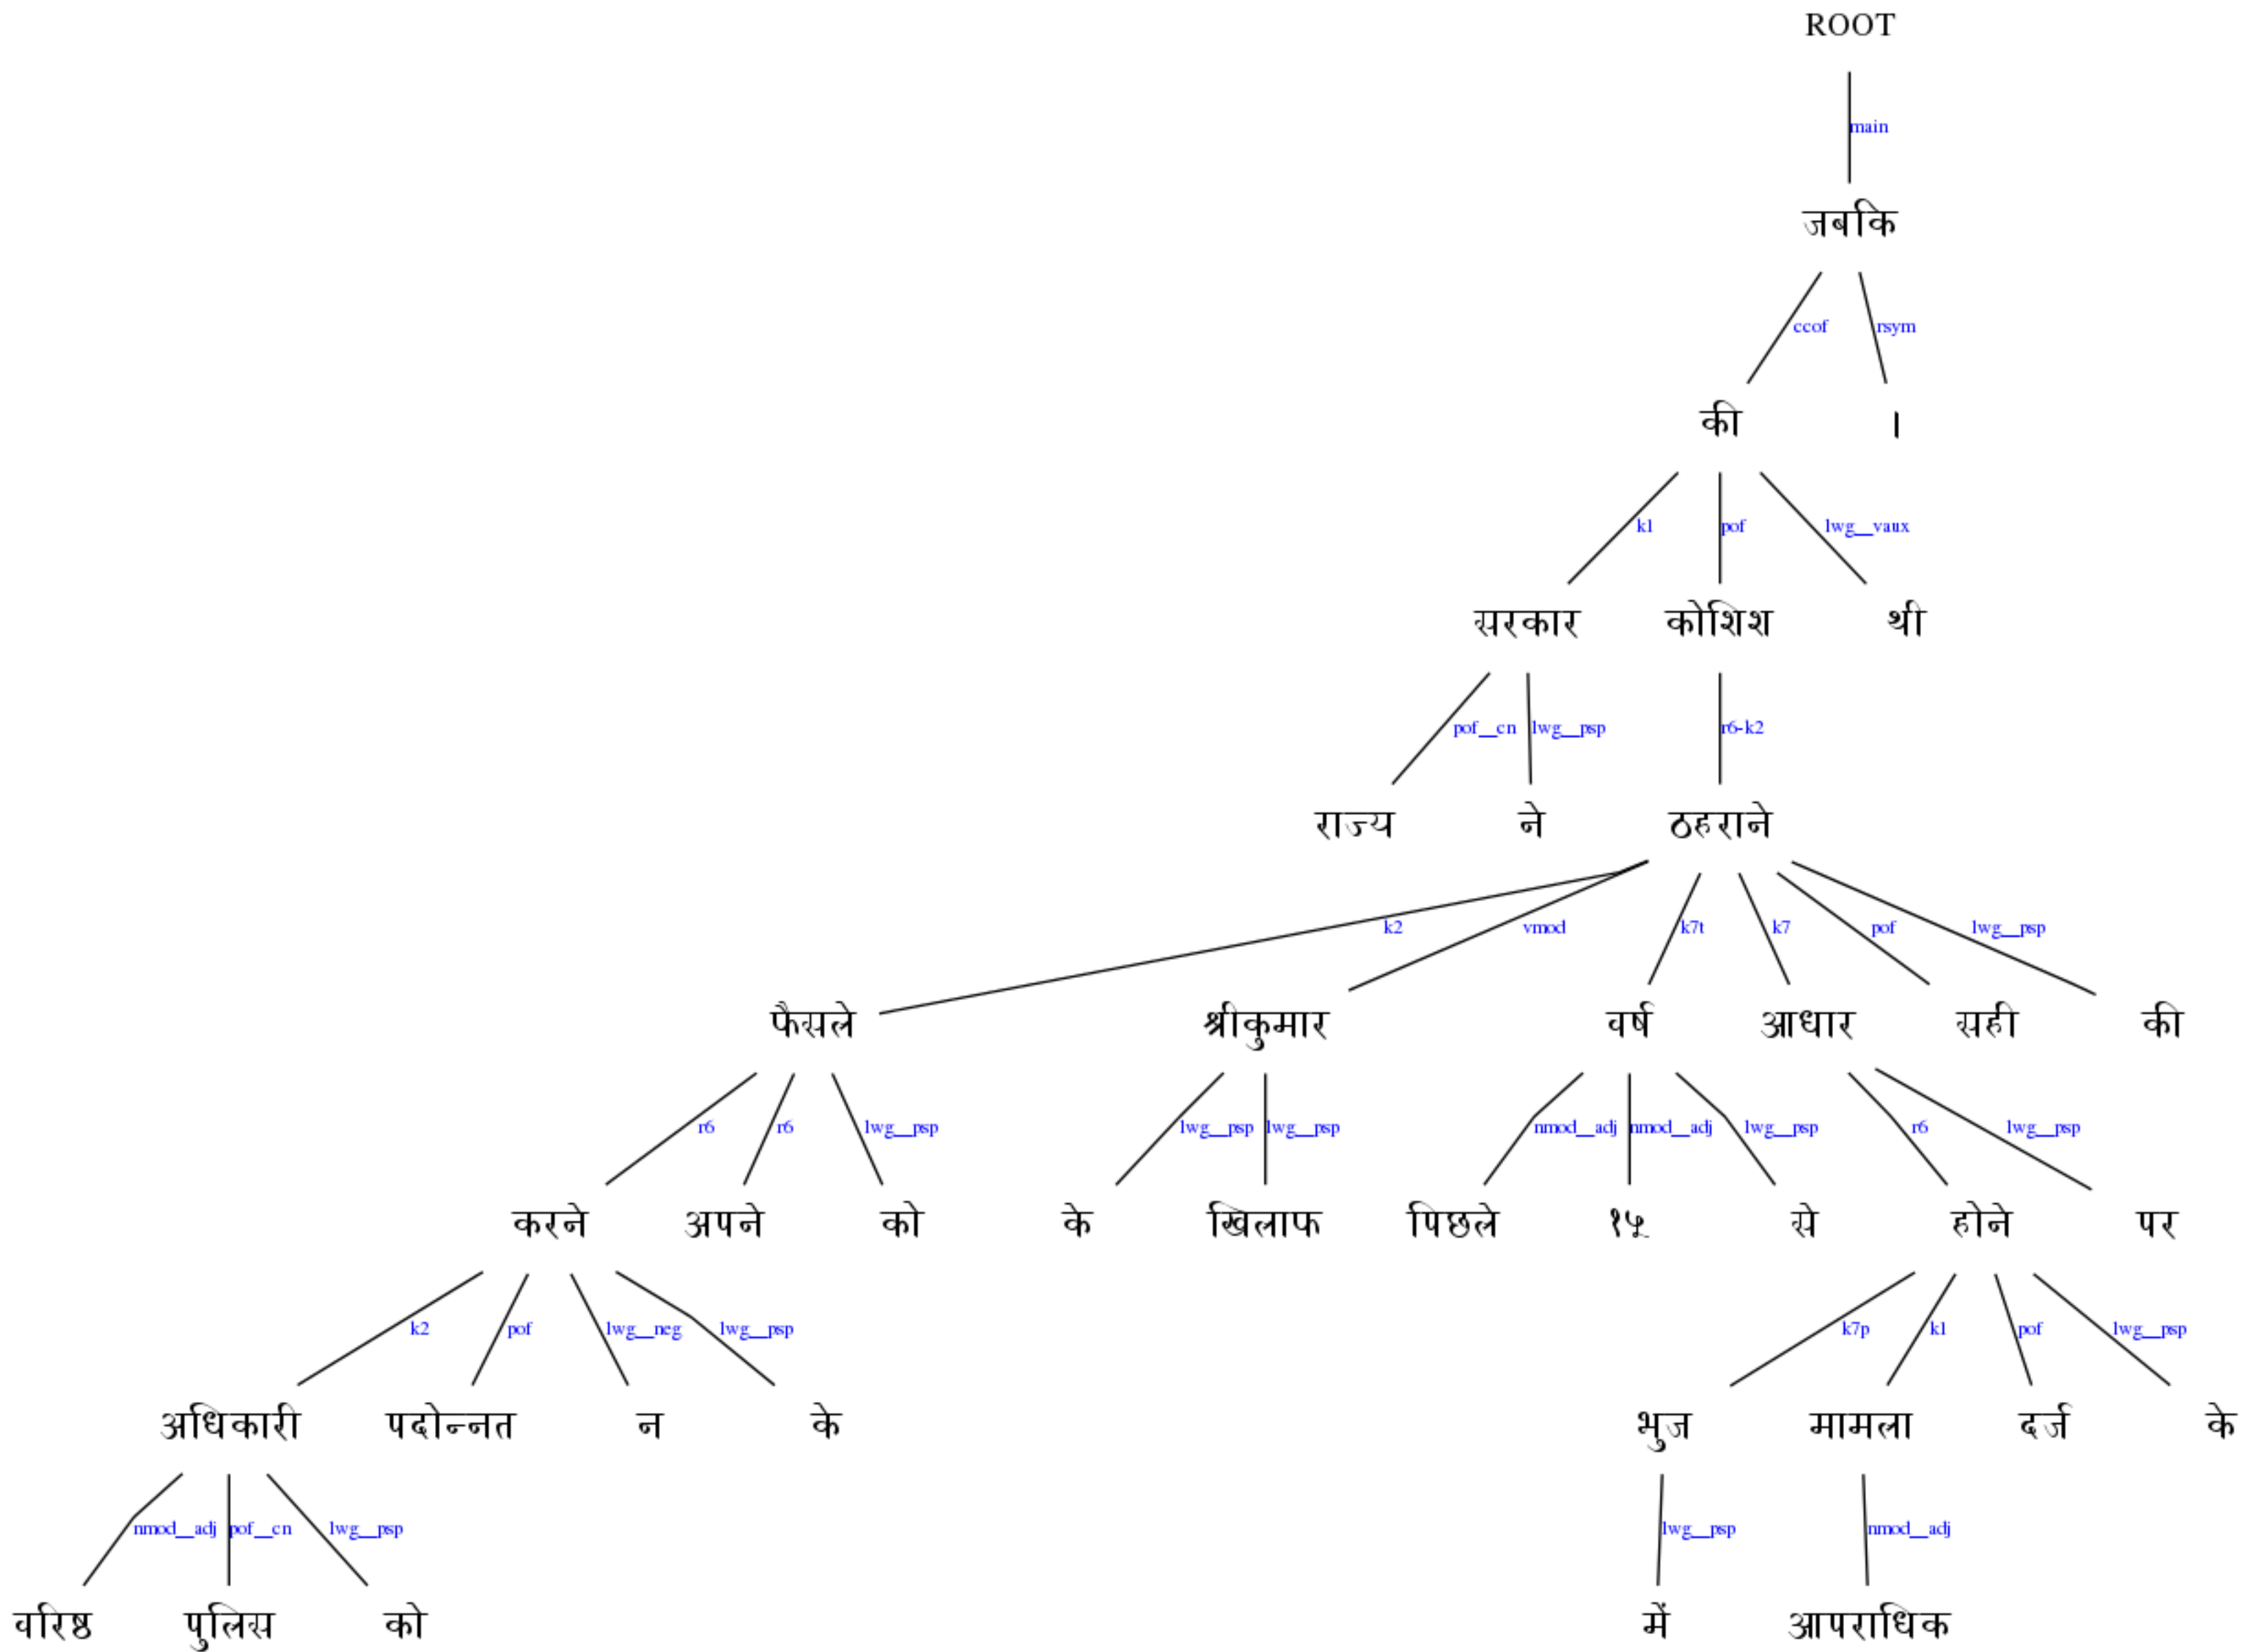 ROOT
main
जबकि
ccof rsym
की ।
k1 pof lwg__vaux
सरकार कोशिश थी
pof__cn lwg__psp r6-k2
राज्य ने ठहराने
k2 vmod k7t k7 pof lwg__psp
फैसले श्रीकुमार वर्ष आधार सही की
r6 r6 lwg__psp lwg__psp lwg__psp nmod__adj nmod__adj lwg__psp r6 lwg__psp
करने अपने को के खिलाफ पिछले १५ से होने पर
k2 pof lwg__neg lwg__psp k7p k1 pof lwg__psp
अधिकारी पदोन्नत न के भुज मामला दर्ज के
nmod__adj pof__cn lwg__psp lwg__psp nmod__adj
वरिष्ठ पुलिस को में आपराधिक